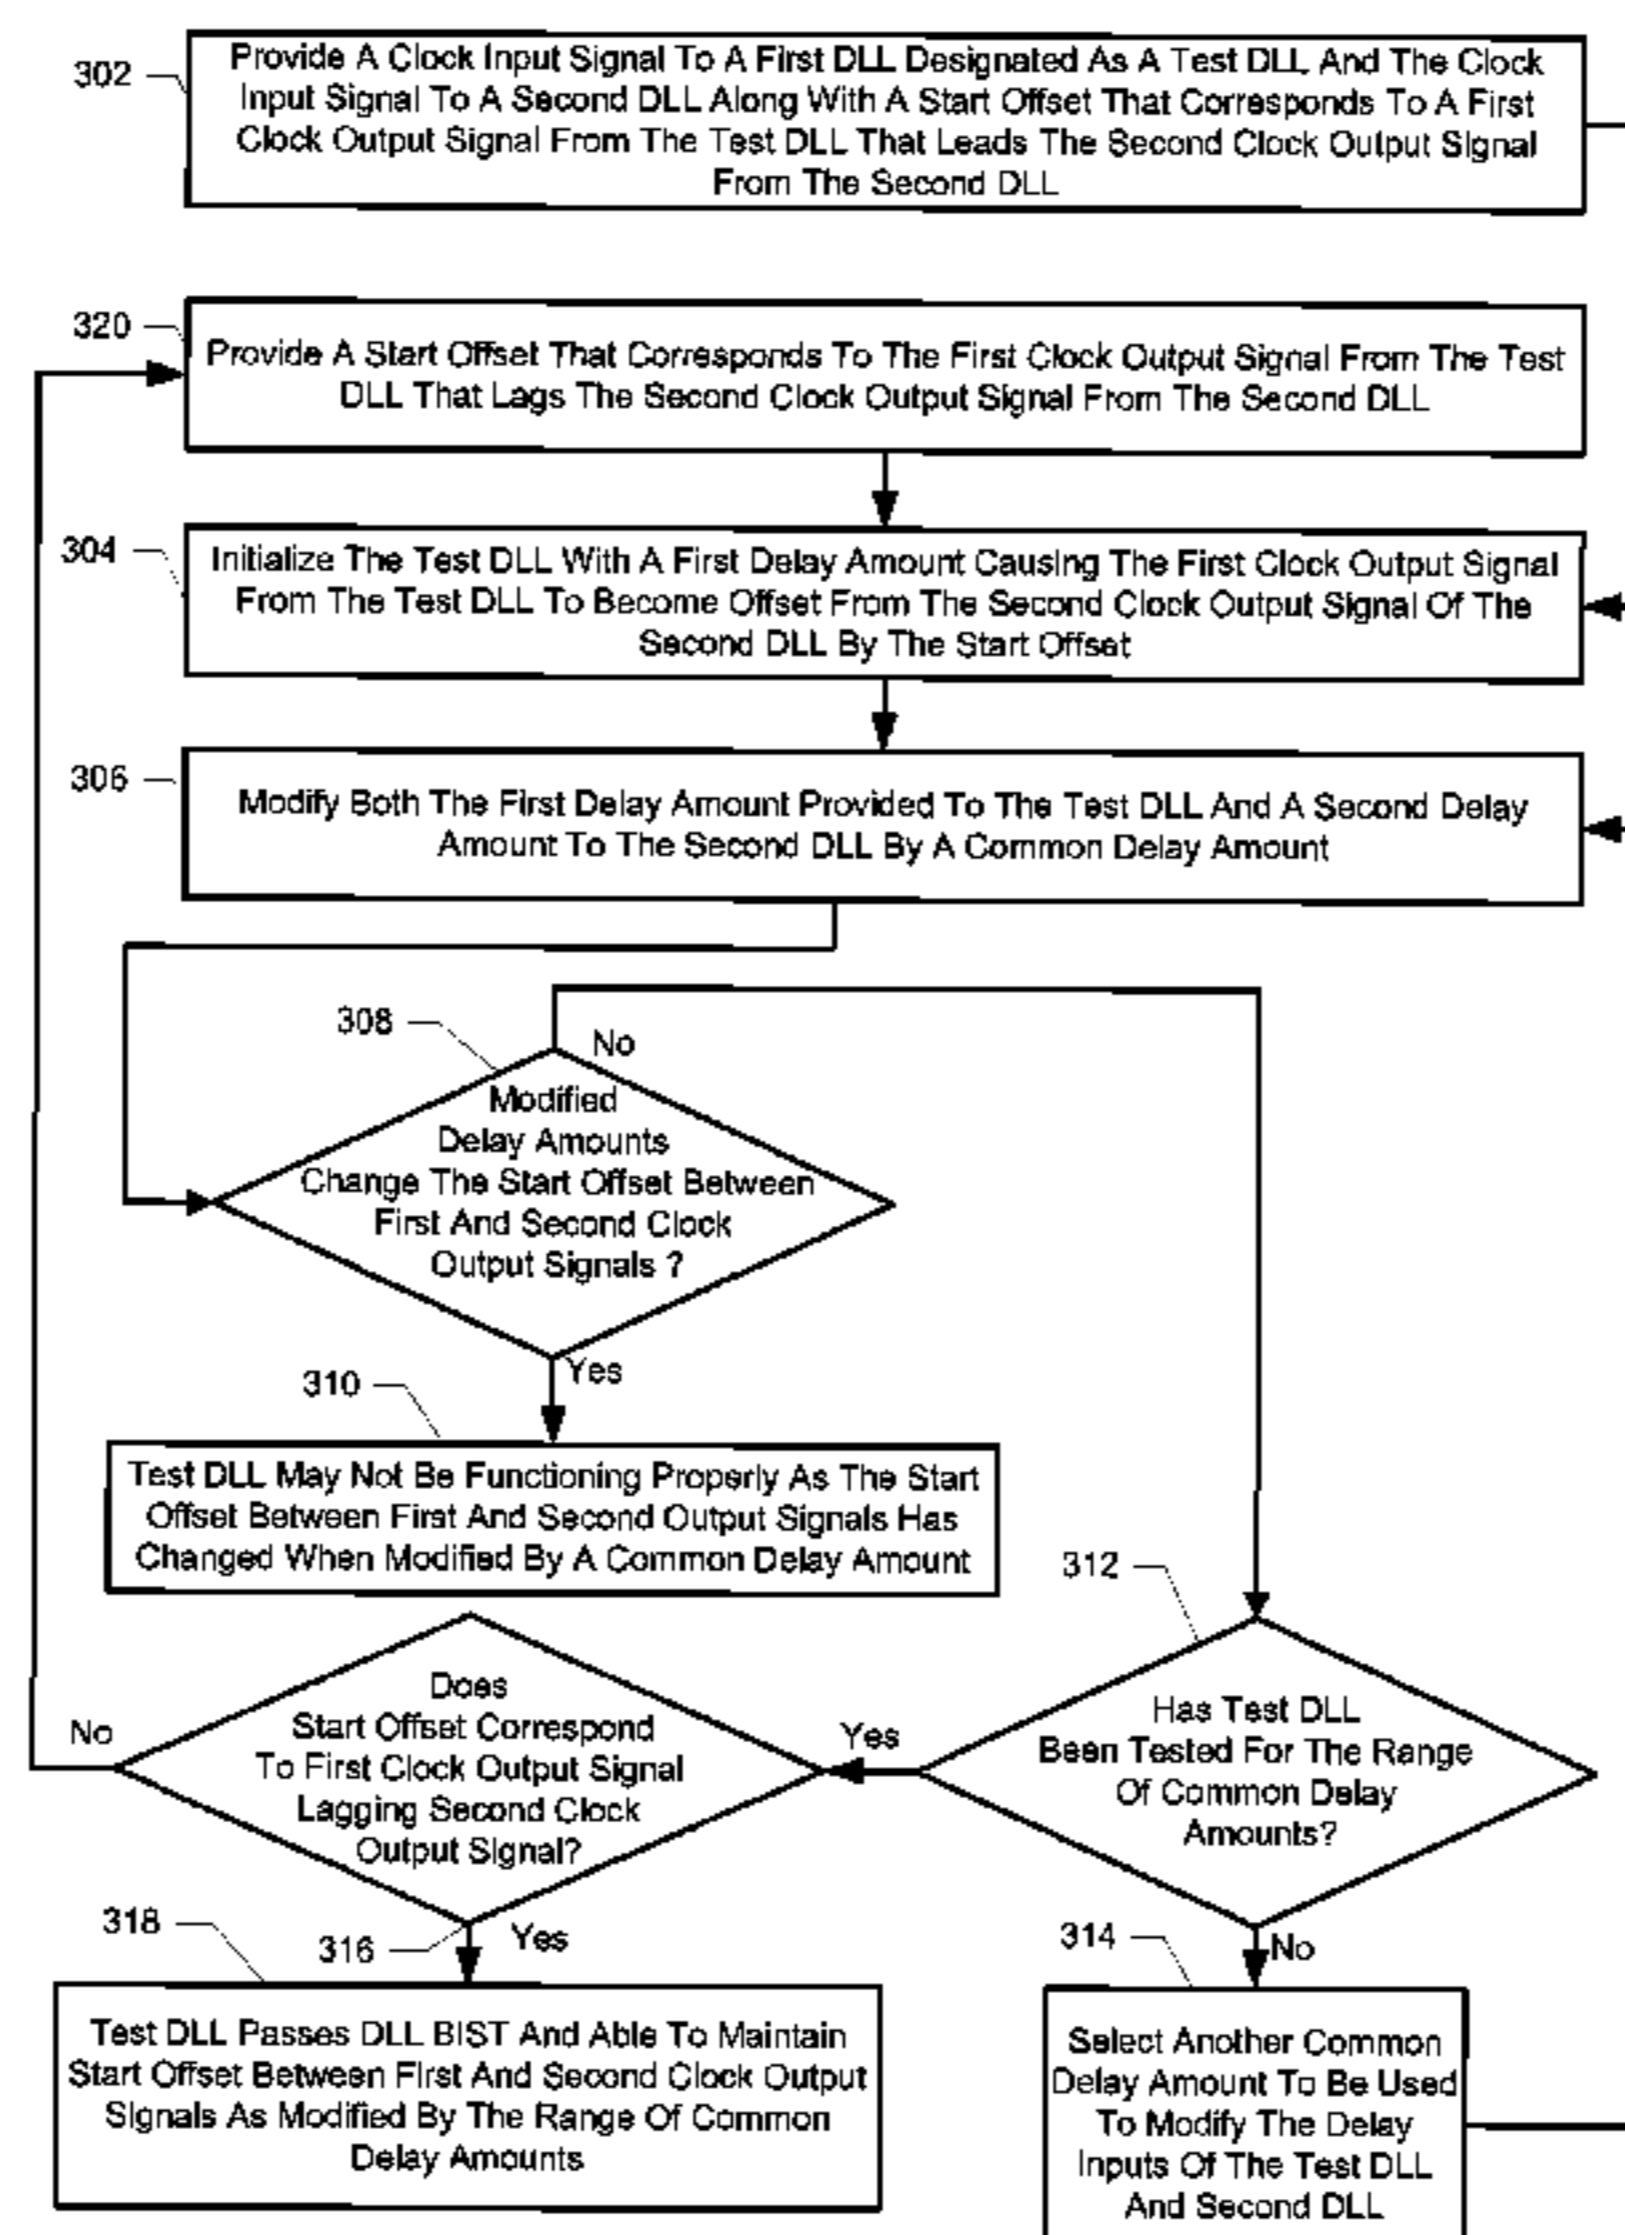 302
Provide A Clock Input Signal To A First DLL Designated As A Test DLL And The Clock
Input Signal To A Second DLL Along With A Start Offset That Corresponds To A First
Clock Output Signal From The Test DLL That Leads The Second Clock Output Signal
From The Second DLL
320
Provide A Start Offset That Corresponds To The First Clock Output Signal From The Test
DLL That Lags The Second Clock Output Signal From The Second DLL
304
Initialize The Test DLL With A First Delay Amount Causing The First Clock Output Signal
From The Test DLL To Become Offset From The Second Clock Output Signal Of The
Second DLL By The Start Offset
306
Modify Both The First Delay Amount Provided To The Test DLL And A Second Delay
Amount To The Second DLL By A Common Delay Amount
308
No
Modified
Delay Amounts
Change The Start Offset Between
First And Second Clock
Output Signals ?
Yes
310
Test DLL May Not Be Functioning Properly As The Start
Offset Between First And Second Output Signals Has
Changed When Modified By A Common Delay Amount
312
Has Test DLL
Been Tested For The Range
Of Common Delay
Amounts?
Yes
No
Does
Start Offset Correspond
To First Clock Output Signal
Lagging Second Clock
Output Signal?
No
316
Yes
318
Test DLL Passes DLL BIST And Able To Maintain
Start Offset Between First And Second Clock Output
Signals As Modified By The Range Of Common
Delay Amounts
314
Select Another Common
Delay Amount To Be Used
To Modify The Delay
Inputs Of The Test DLL
And Second DLL